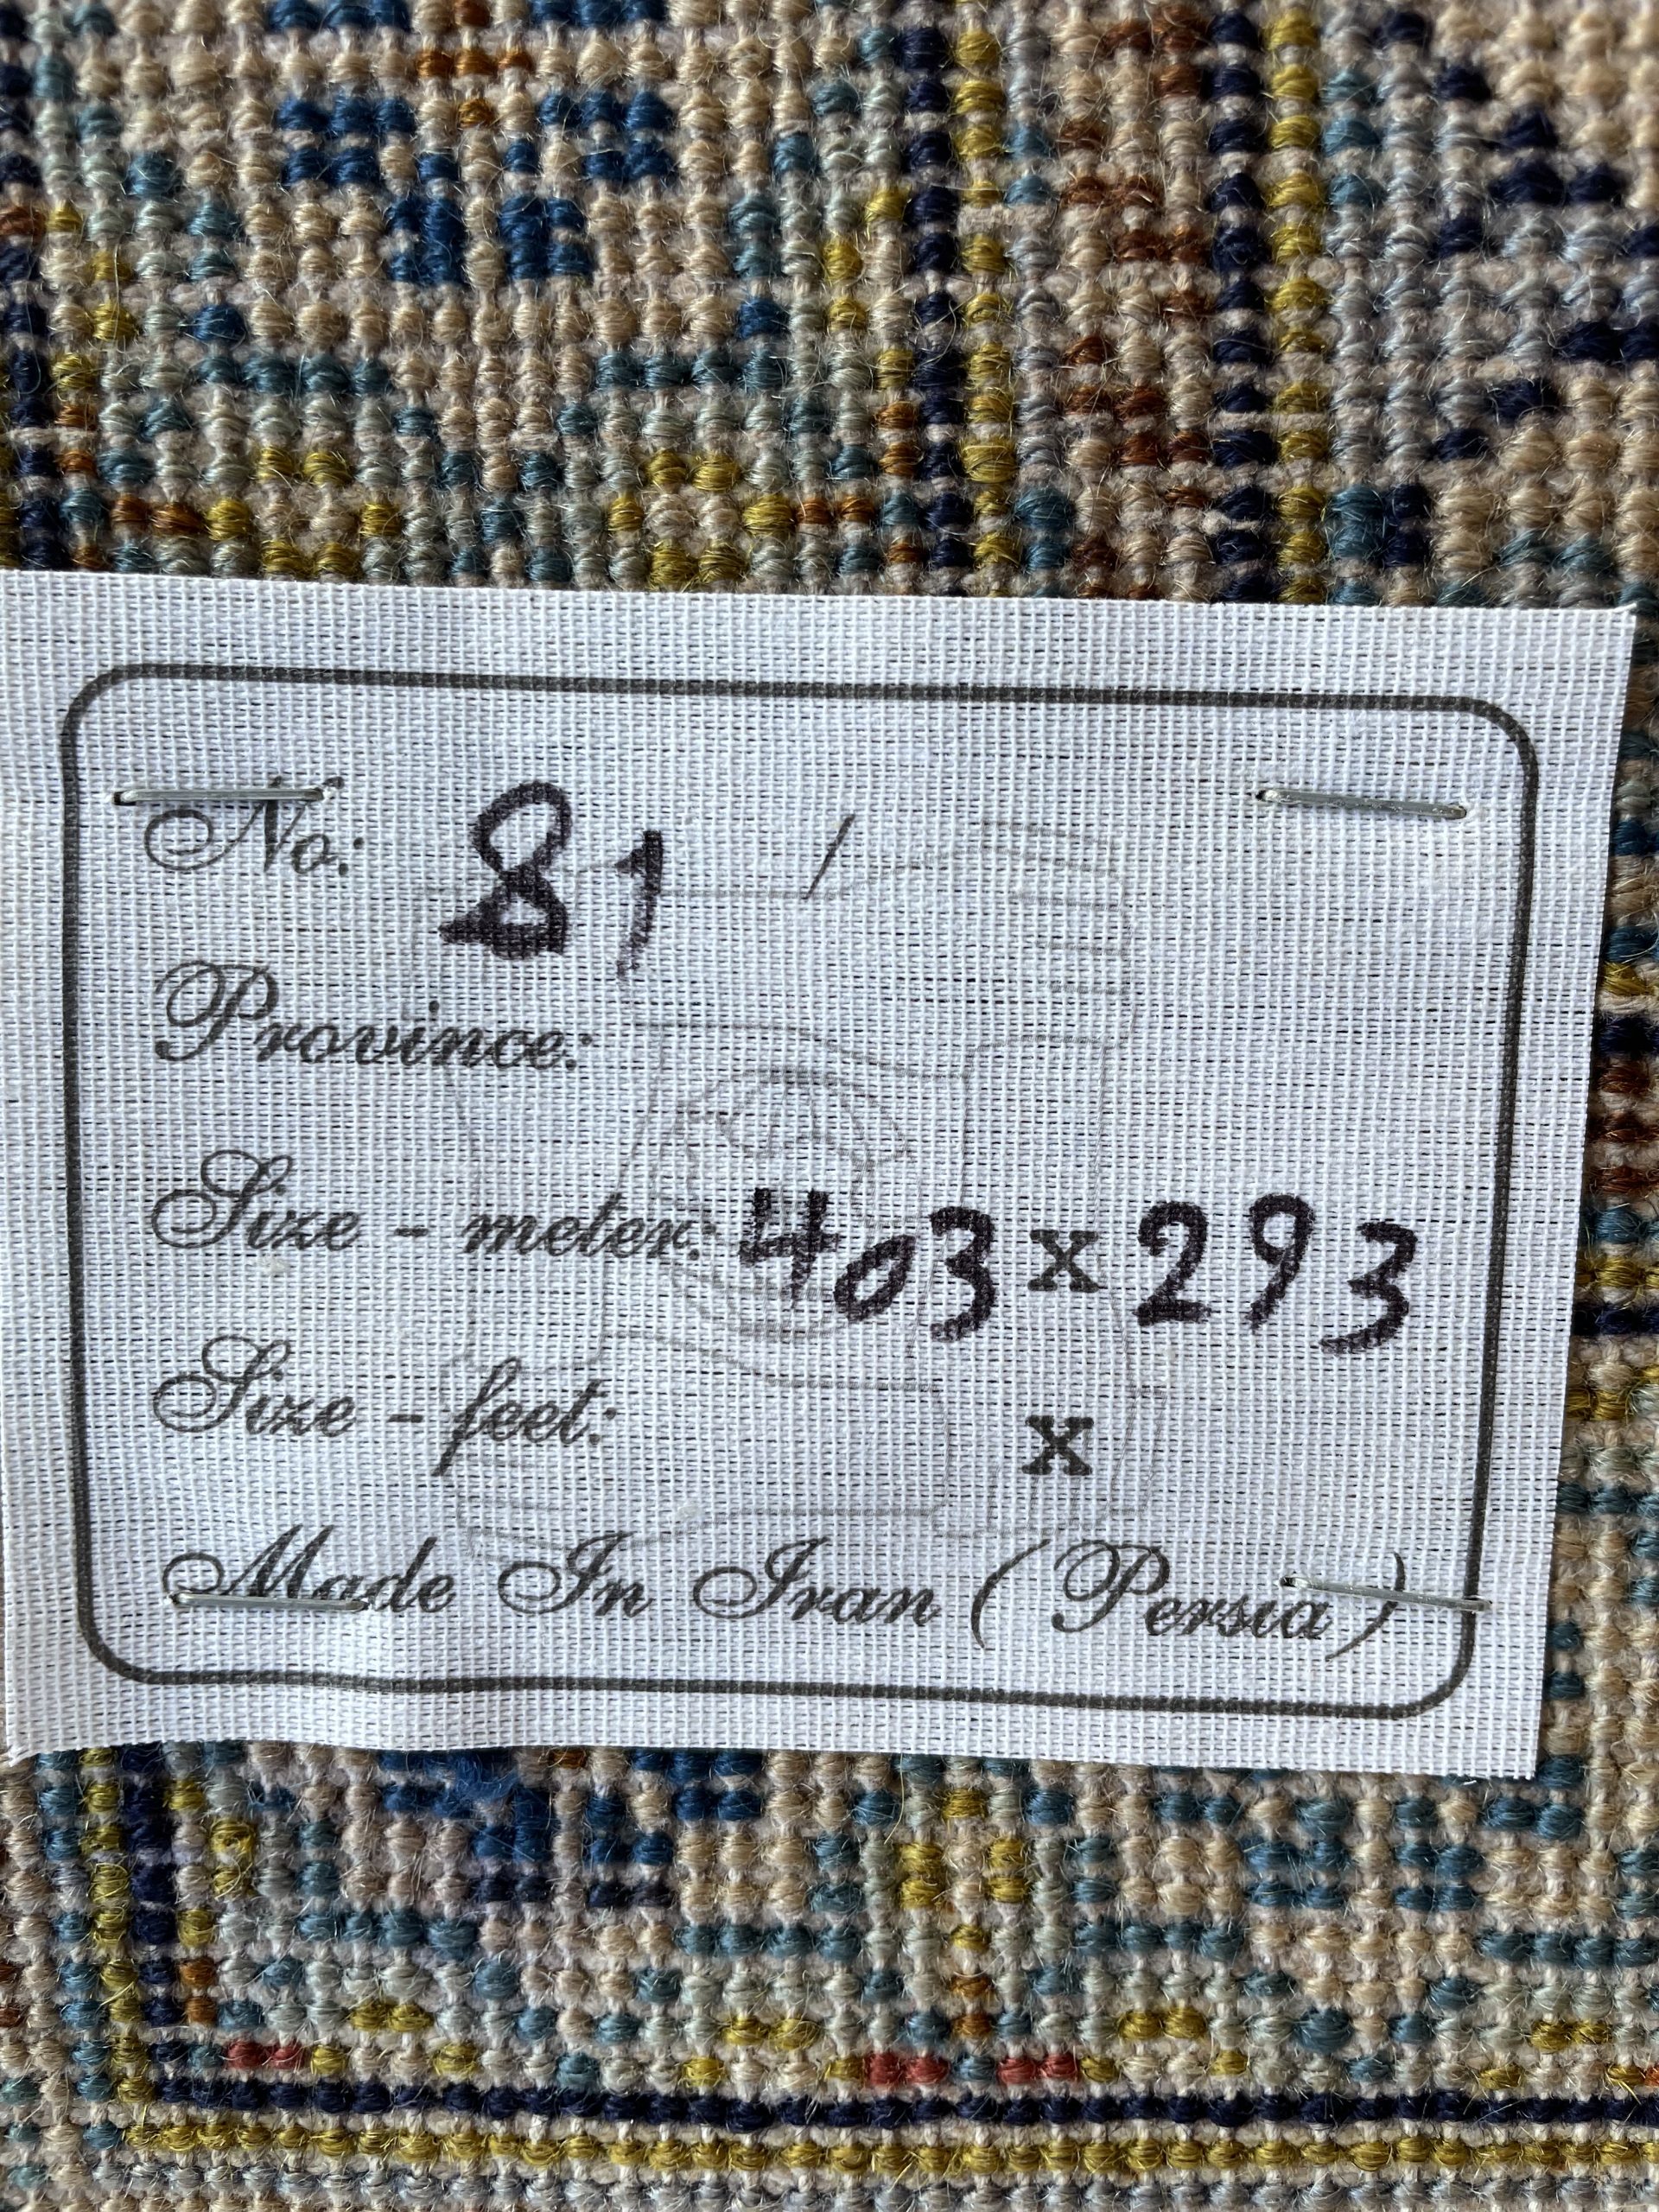 No: 81 /
Province:
Size - meter: 403 x 293
Size - feet: x
Made In Iran (Persia)